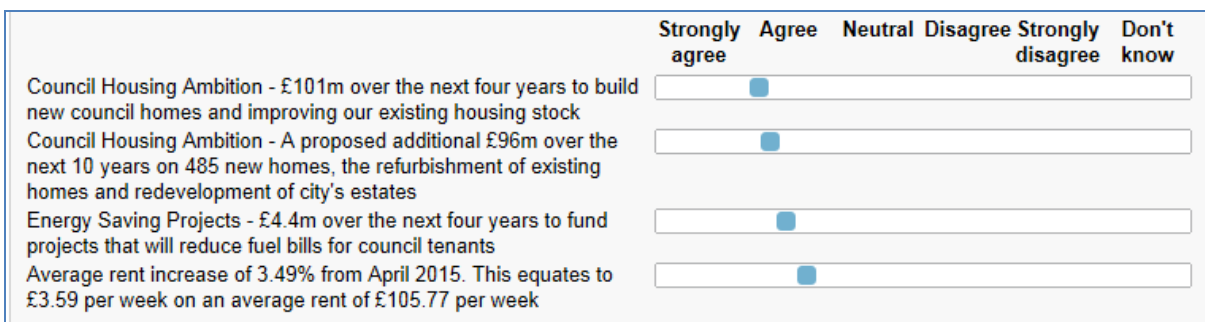 Strongly agree Agree Neutral Disagree Strongly disagree Don't know
Council Housing Ambition - £101m over the next four years to build
new council homes and improving our existing housing stock
Council Housing Ambition - A proposed additional £96m over the
next 10 years on 485 new homes, the refurbishment of existing
homes and redevelopment of city's estates
Energy Saving Projects - £4.4m over the next four years to fund
projects that will reduce fuel bills for council tenants
Average rent increase of 3.49% from April 2015. This equates to
£3.59 per week on an average rent of £105.77 per week